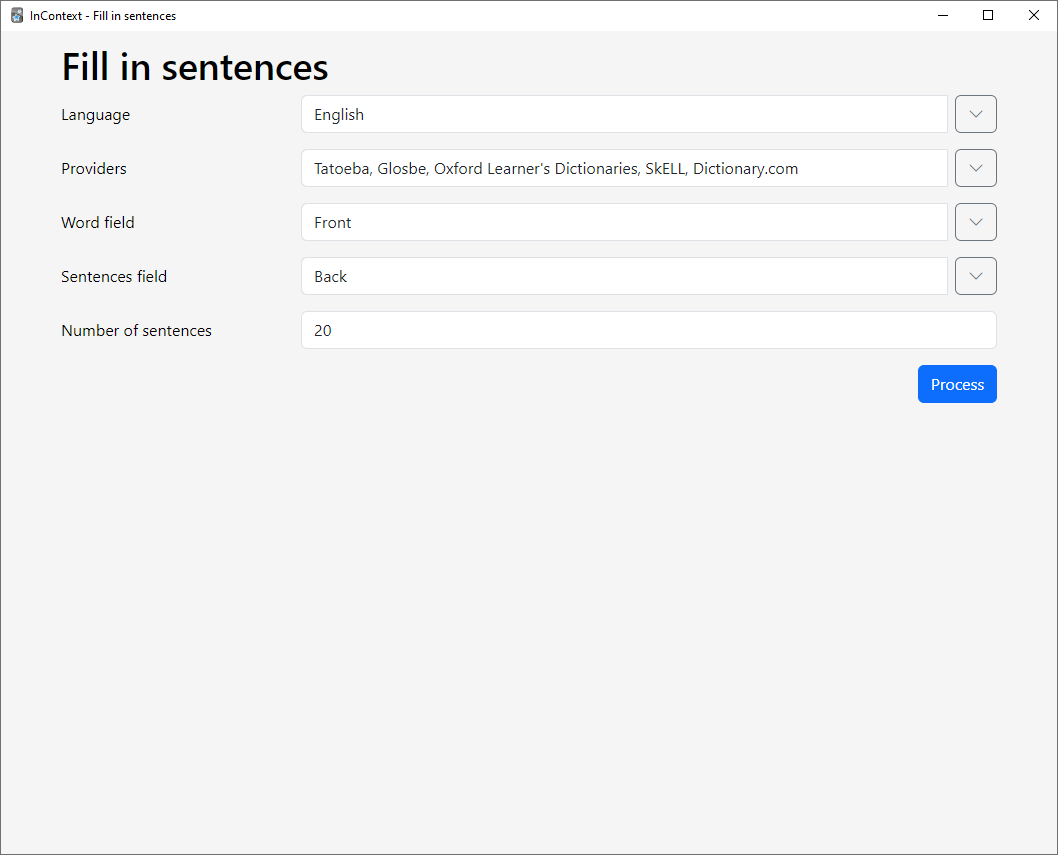 InContext - Fill in sentences
Fill in sentences
Language English
Providers Tatoeba, Glosbe, Oxford Learner's Dictionaries, SkELL, Dictionary.com
Word field Front
Sentences field Back
Number of sentences 20
Process